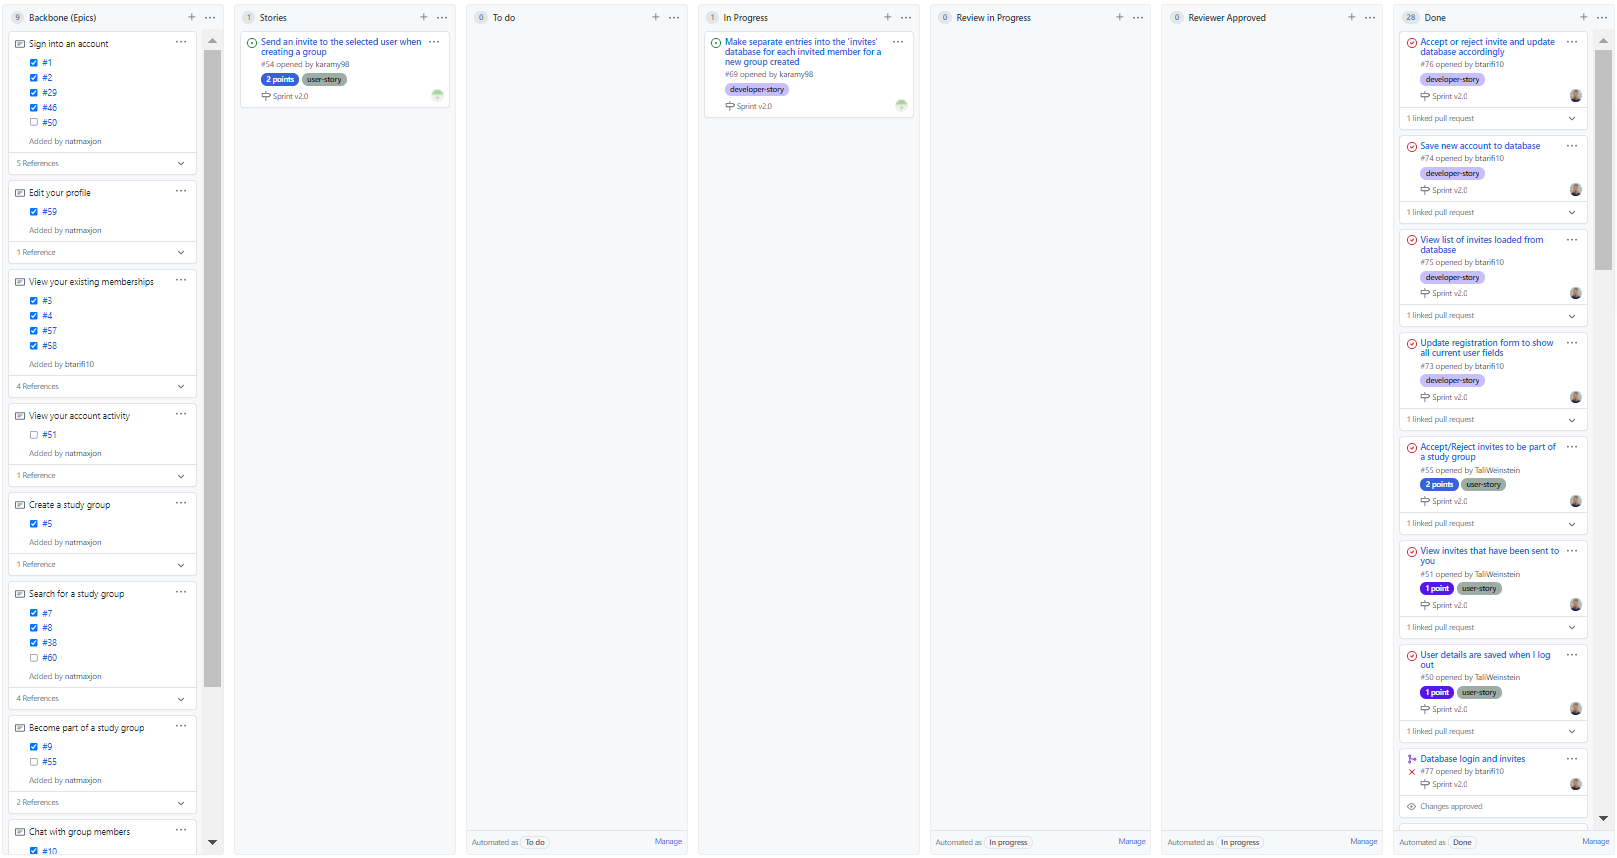 9 Backbone (Epics)
Sign into an account
#1
#2
#29
#46
#50
Added by natmaxjon
5 References
Edit your profile
#59
Added by natmaxjon
1 Reference
View your existing memberships
#3
#4
#57
#58
Added by btarifi10
4 References
View your account activity
#51
Added by natmaxjon
1 Reference
Create a study group
#5
Added by natmaxjon
1 Reference
Search for a study group
#7
#8
#38
#60
Added by natmaxjon
4 References
Become part of a study group
#9
#55
Added by natmaxjon
2 References
Chat with group members
#10
1 Stories
Send an invite to the selected user when
creating a group
#54 opened by karamy98
2 points user-story
Sprint v2.0
0 To do
Automated as To do Manage
1 In Progress
Make separate entries into the 'invites'
database for each invited member for a
new group created
#69 opened by karamy98
developer-story
Sprint v2.0
0 Review in Progress
Automated as In progress Manage
0 Reviewer Approved
Automated as In progress Manage
28 Done
Accept or reject invite and update
database accordingly
#76 opened by btarifi10
developer-story
Sprint v2.0
1 linked pull request
Save new account to database
#74 opened by btarifi10
developer-story
Sprint v2.0
1 linked pull request
View list of invites loaded from
database
#75 opened by btarifi10
developer-story
Sprint v2.0
1 linked pull request
Update registration form to show
all current user fields
#73 opened by btarifi10
developer-story
Sprint v2.0
1 linked pull request
Accept/Reject invites to be part of
a study group
#55 opened by TaliWeinstein
2 points user-story
Sprint v2.0
1 linked pull request
View invites that have been sent to
you
#51 opened by TaliWeinstein
1 point user-story
Sprint v2.0
1 linked pull request
User details are saved when I log
out
#50 opened by TaliWeinstein
1 point user-story
Sprint v2.0
1 linked pull request
Database login and invites
#77 opened by btarifi10
Sprint v2.0
Changes approved
Automated as Done Manage